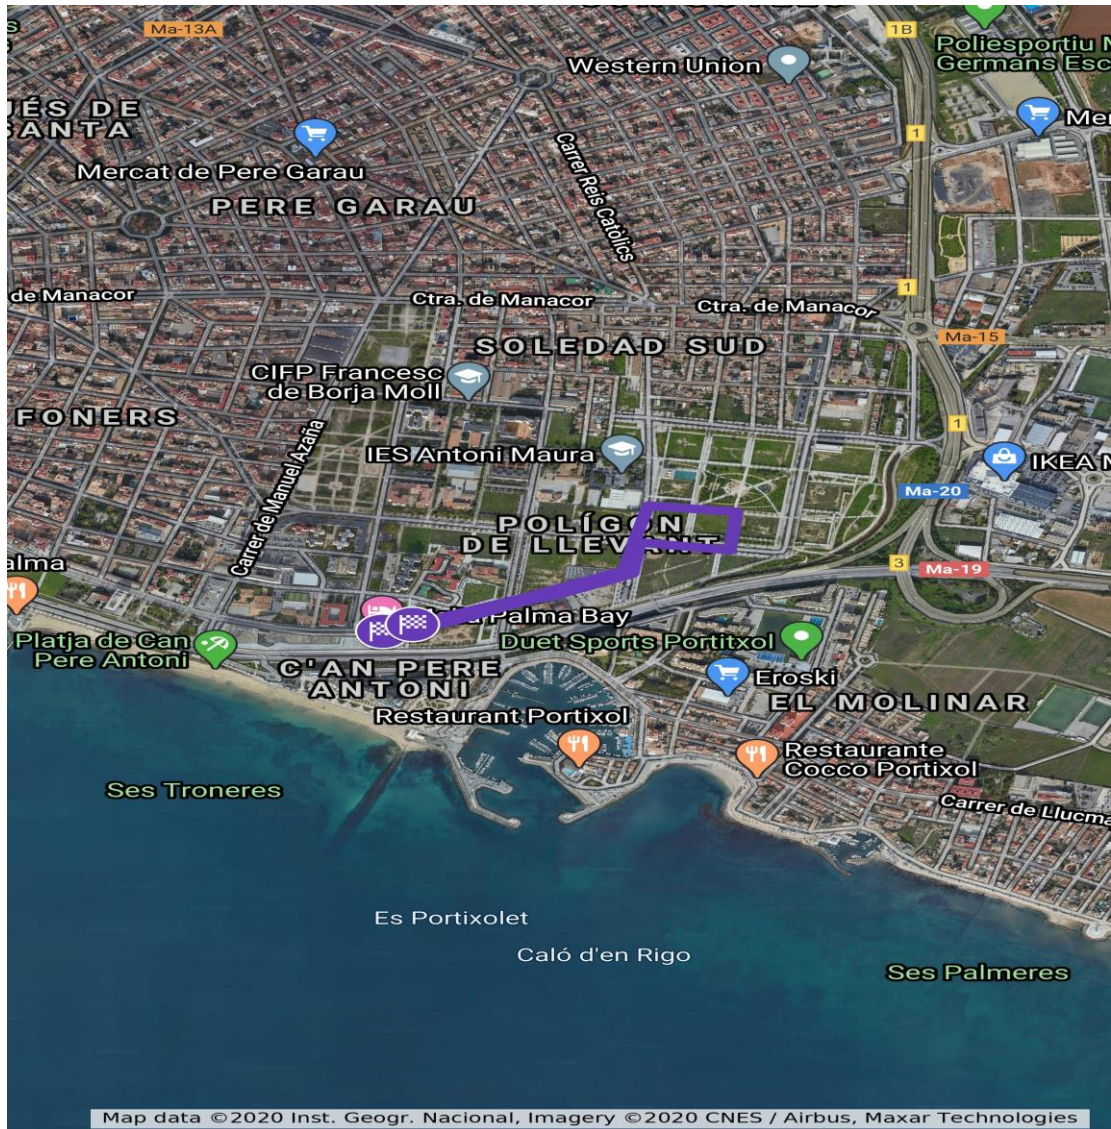 Ma-13A
1B
Poliesportiu
Germans Esc
Western Union
UÉS DE
SANTA
Mer
1
Mercat de Pere Garau
Carrer Reis Catòlics
PERE GARAU
1
de Manacor
Ctra. de Manacor
Ctra. de Manacor
Ma-15
SOLEDAD SUD
CIFP Francesc
de Borja Moll
FONERS
1
Carrer de Manuel Azaña
IES Antoni Maura
IKEA M
Ma-20
POLÍGON
DE LLEVANT
alma
3
Ma-19
Palma Bay
Platja de Can
Pere Antoni
Duet Sports Portitxol
C'AN PERE
ANTONI
Eroski
EL MOLINAR
Restaurant Portixol
Restaurante
Cocco Portixol
Ses Troneres
Carrer de Llucma
Es Portixolet
Caló d'en Rigo
Ses Palmeres
Map data ©2020 Inst. Geogr. Nacional, Imagery ©2020 CNES / Airbus, Maxar Technologies